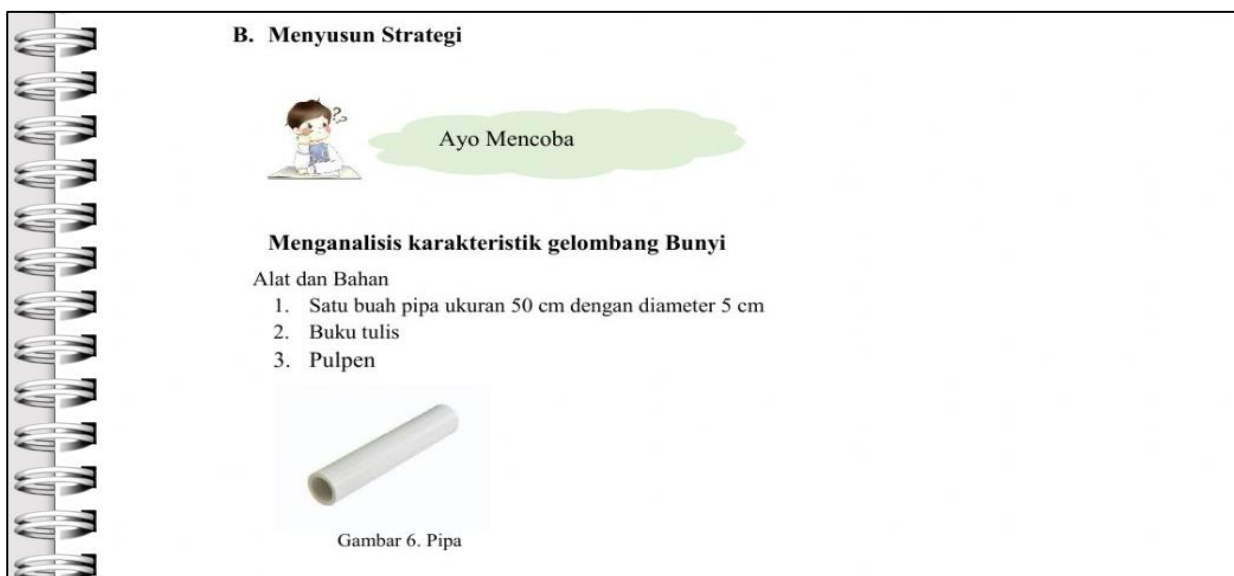 B. Menyusun Strategi
??
Ayo Mencoba
Menganalisis karakteristik gelombang Bunyi
Alat dan Bahan
1. Satu buah pipa ukuran 50 cm dengan diameter 5 cm
2. Buku tulis
3. Pulpen
Gambar 6. Pipa